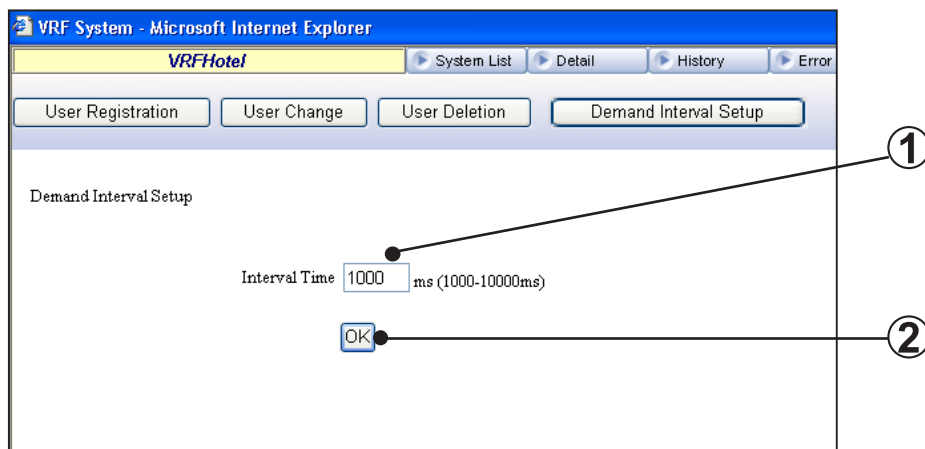 VRF System - Microsoft Internet Explorer
VRFHotel System List Detail History Error
User Registration User Change User Deletion Demand Interval Setup
1
Demand Interval Setup
Interval Time 1000 ms (1000-10000ms)
OK
2